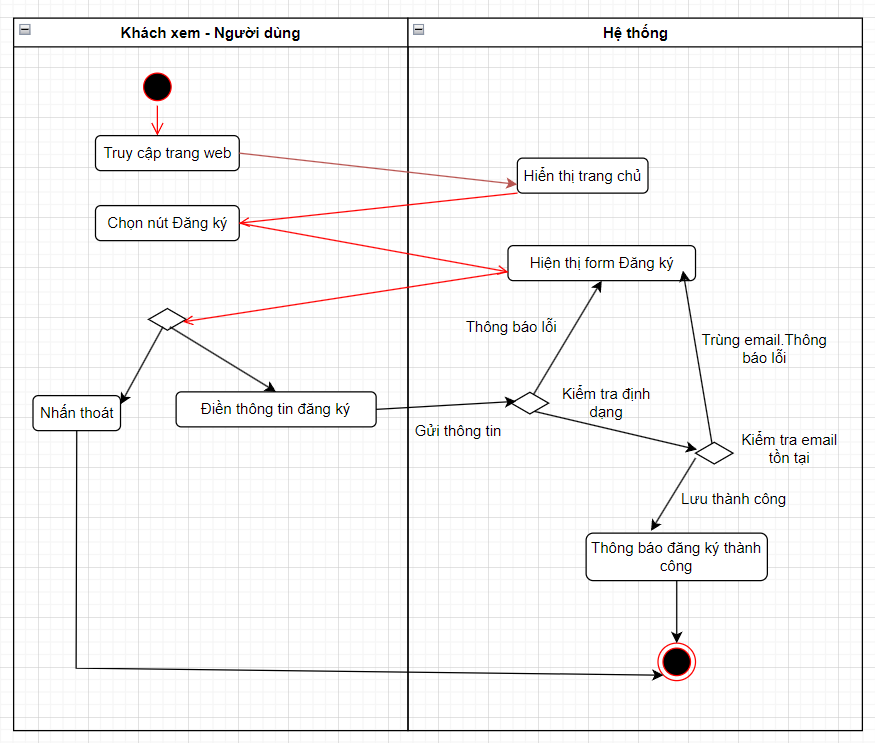 Khách xem - Người dùng
Hệ thống
Truy cập trang web
Hiển thị trang chủ
Chọn nút Đăng ký
Hiện thị form Đăng ký
Thông báo lỗi
Trùng email.Thông
báo lỗi
Nhấn thoát
Điền thông tin đăng ký
Kiểm tra định
dạng
Gửi thông tin
Kiểm tra email
tồn tại
Lưu thành công
Thông báo đăng ký thành
công